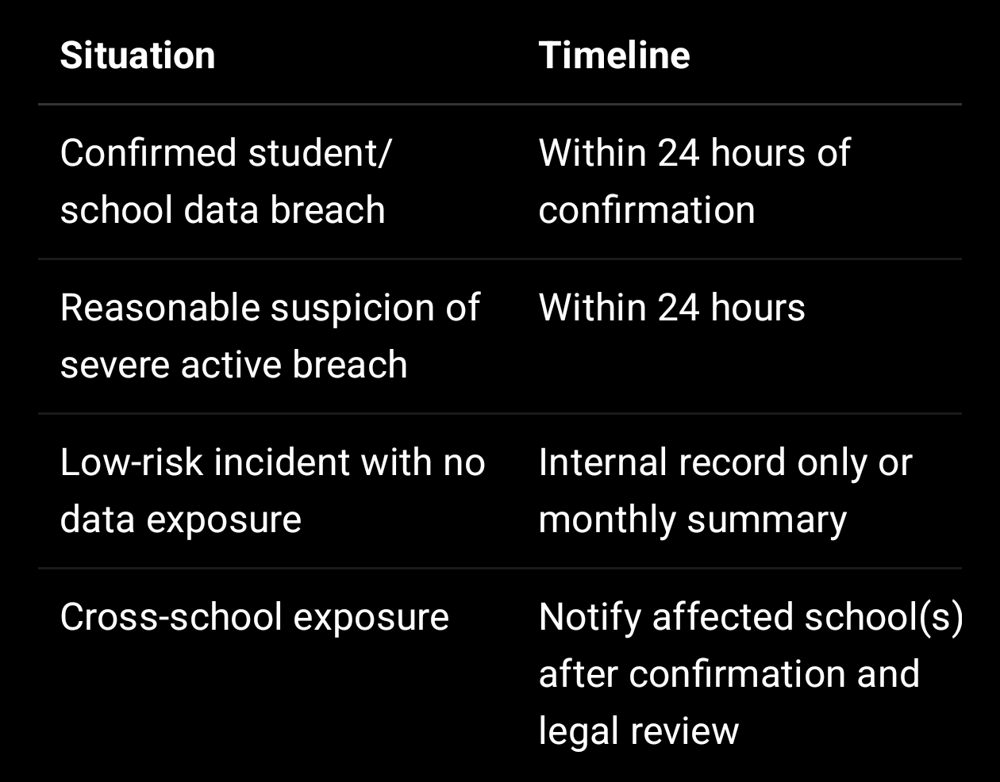 Situation
Timeline
Confirmed student/
school data breach
Within 24 hours of
confirmation
Reasonable suspicion of
severe active breach
Within 24 hours
Low-risk incident with no
data exposure
Internal record only or
monthly summary
Cross-school exposure
Notify affected school(s)
after confirmation and
legal review